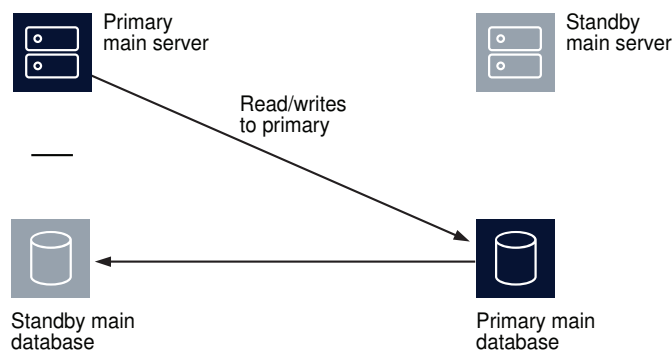 Primary
main server
Standby
main server
Read/writes
to primary
Standby main
database
Primary main
database